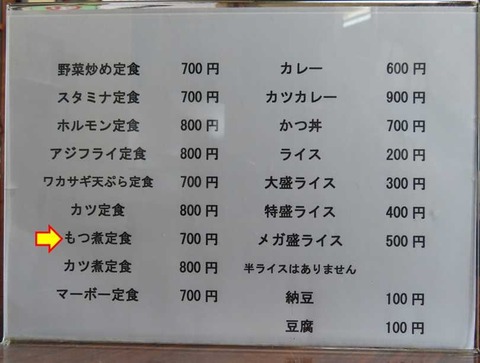 野菜炒め定食 700円
スタミナ定食 700円
ホルモン定食 800円
アジフライ定食 800円
ワカサギ天ぷら定食 700円
カツ定食 800円
もつ煮定食 700円
カツ煮定食 800円
マーボー定食 700円
カレー 600円
カツカレー 900円
かつ丼 700円
ライス 200円
大盛ライス 300円
特盛ライス 400円
メガ盛ライス 500円
半ライスはありません
納豆 100円
豆腐 100円